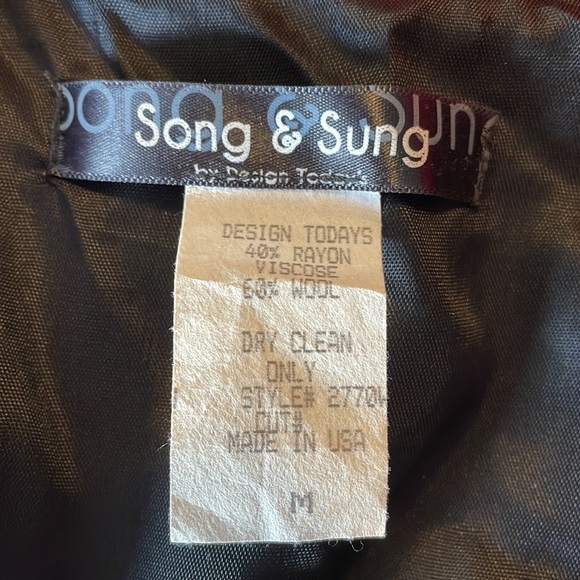 Song & Sung
by Design Todays
DESIGN TODAYS
40% RAYON
VISCOSE
60% WOOL
DRY CLEAN
ONLY
STYLE# 2770
CUT#
MADE IN USA
M